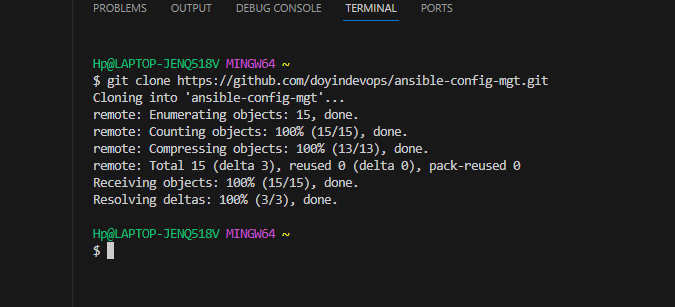 PROBLEMS OUTPUT DEBUG CONSOLE TERMINAL PORTS
Hp@LAPTOP-JENQ518V MINGW64 ~
$ git clone https://github.com/doyindevops/ansible-config-mgt.git
Cloning into 'ansible-config-mgt'...
remote: Enumerating objects: 15, done.
remote: Counting objects: 100% (15/15), done.
remote: Compressing objects: 100% (13/13), done.
remote: Total 15 (delta 3), reused 0 (delta 0), pack-reused 0
Receiving objects: 100% (15/15), done.
Resolving deltas: 100% (3/3), done.
Hp@LAPTOP-JENQ518V MINGW64 ~
$